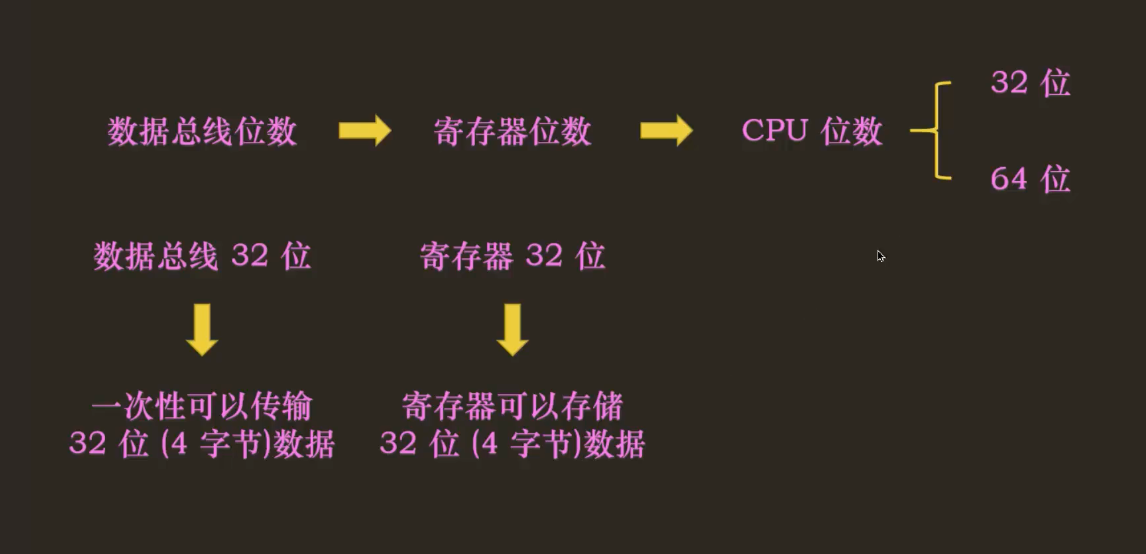 数据总线位数
寄存器位数
CPU 位数
32 位
64 位
数据总线 32 位
寄存器 32 位
一次性可以传输
32 位 (4 字节)数据
寄存器可以存储
32 位 (4 字节)数据